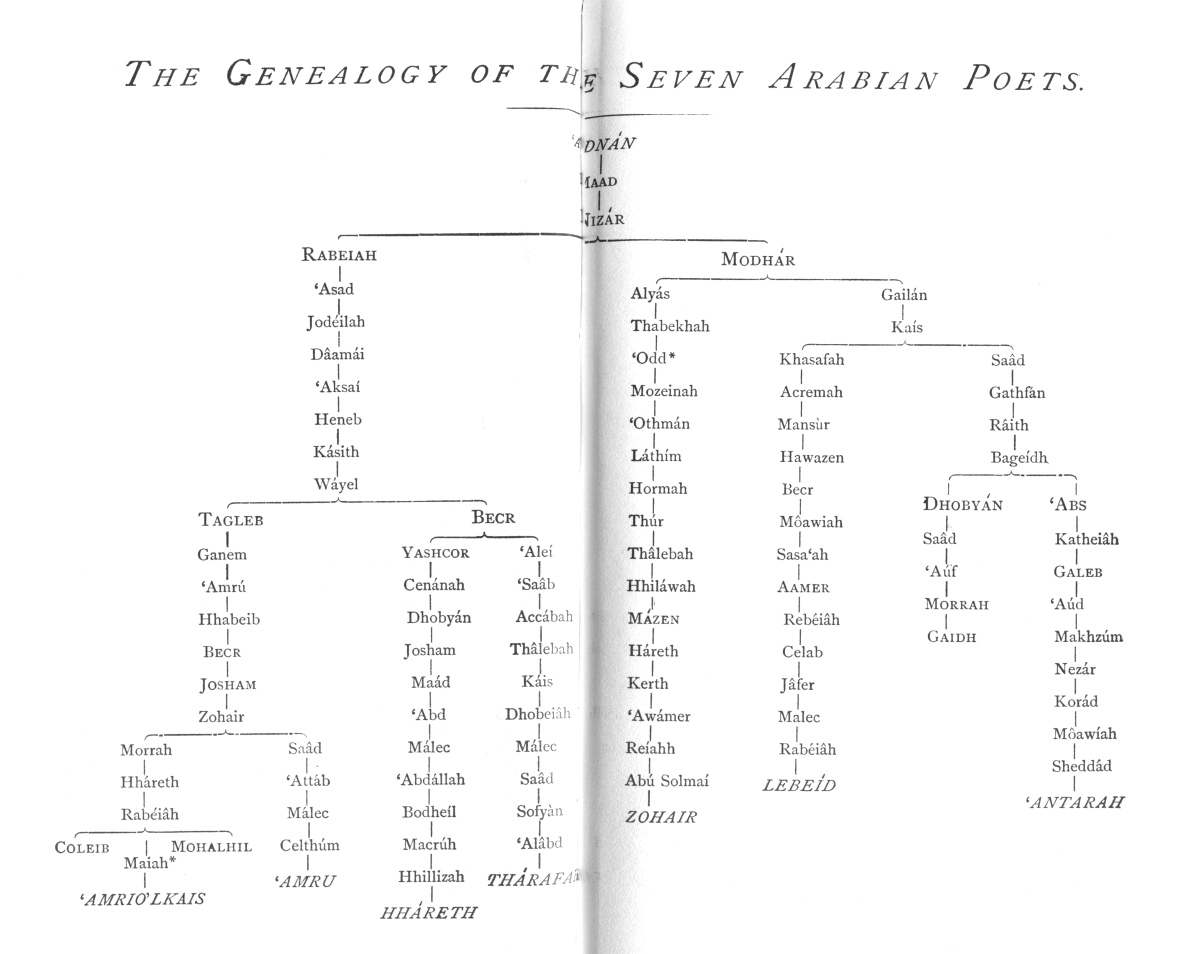 THE GENEALOGY OF THE SEVEN ARABIAN POETS.
‘ADNÁN
MAAD
NIZÁR
RABEIAH
MODHÁR
‘Asad
Jodéilah
Dâamái
‘Aksaí
Heneb
Kásith
Wáyel
TAGLEB
BECR
Ganem
‘Amrú
Hhabeib
BECR
JOSHAM
Zohair
Morrah
Hháreth
Rabéiâh
COLEIB
MOHALHIL
Maiah*
‘AMRIO’LKAIS
Saâd
‘Attáb
Málec
Celthúm
‘AMRU
YASHCOR
Cenánah
Dhobyán
Josham
Maád
‘Abd
Málec
‘Abdállah
Bodheíl
Macrúh
Hhillizah
HHÁRETH
‘Aleí
‘Saâb
Accábah
Thâlebah
Káis
Dhobeiâh
Málec
Saâd
Sofyàn
‘Alâbd
THÁRAFAH
Alyás
Thabekhah
‘Odd*
Mozeinah
‘Othmán
Láthím
Hormah
Thúr
Thâlebah
Hhiláwah
MÁZEN
Háreth
Kerth
‘Awámer
Reíahh
Abú Solmaí
ZOHAIR
Gailán
Kaís
Khasafah
Acremah
Mansùr
Hawazen
Becr
Môawiah
Sasa‘ah
AAMER
Rebéiâh
Celab
Jâfer
Malec
Rabéiâh
LEBEÍD
Saâd
Gathfán
Râith
Bageídh
DHOBYÁN
Saâd
‘Aúf
MORRAH
GAIDH
‘ABS
Katheiâh
GALEB
‘Aúd
Makhzúm
Nezár
Korád
Môawíah
Sheddád
‘ANTARAH